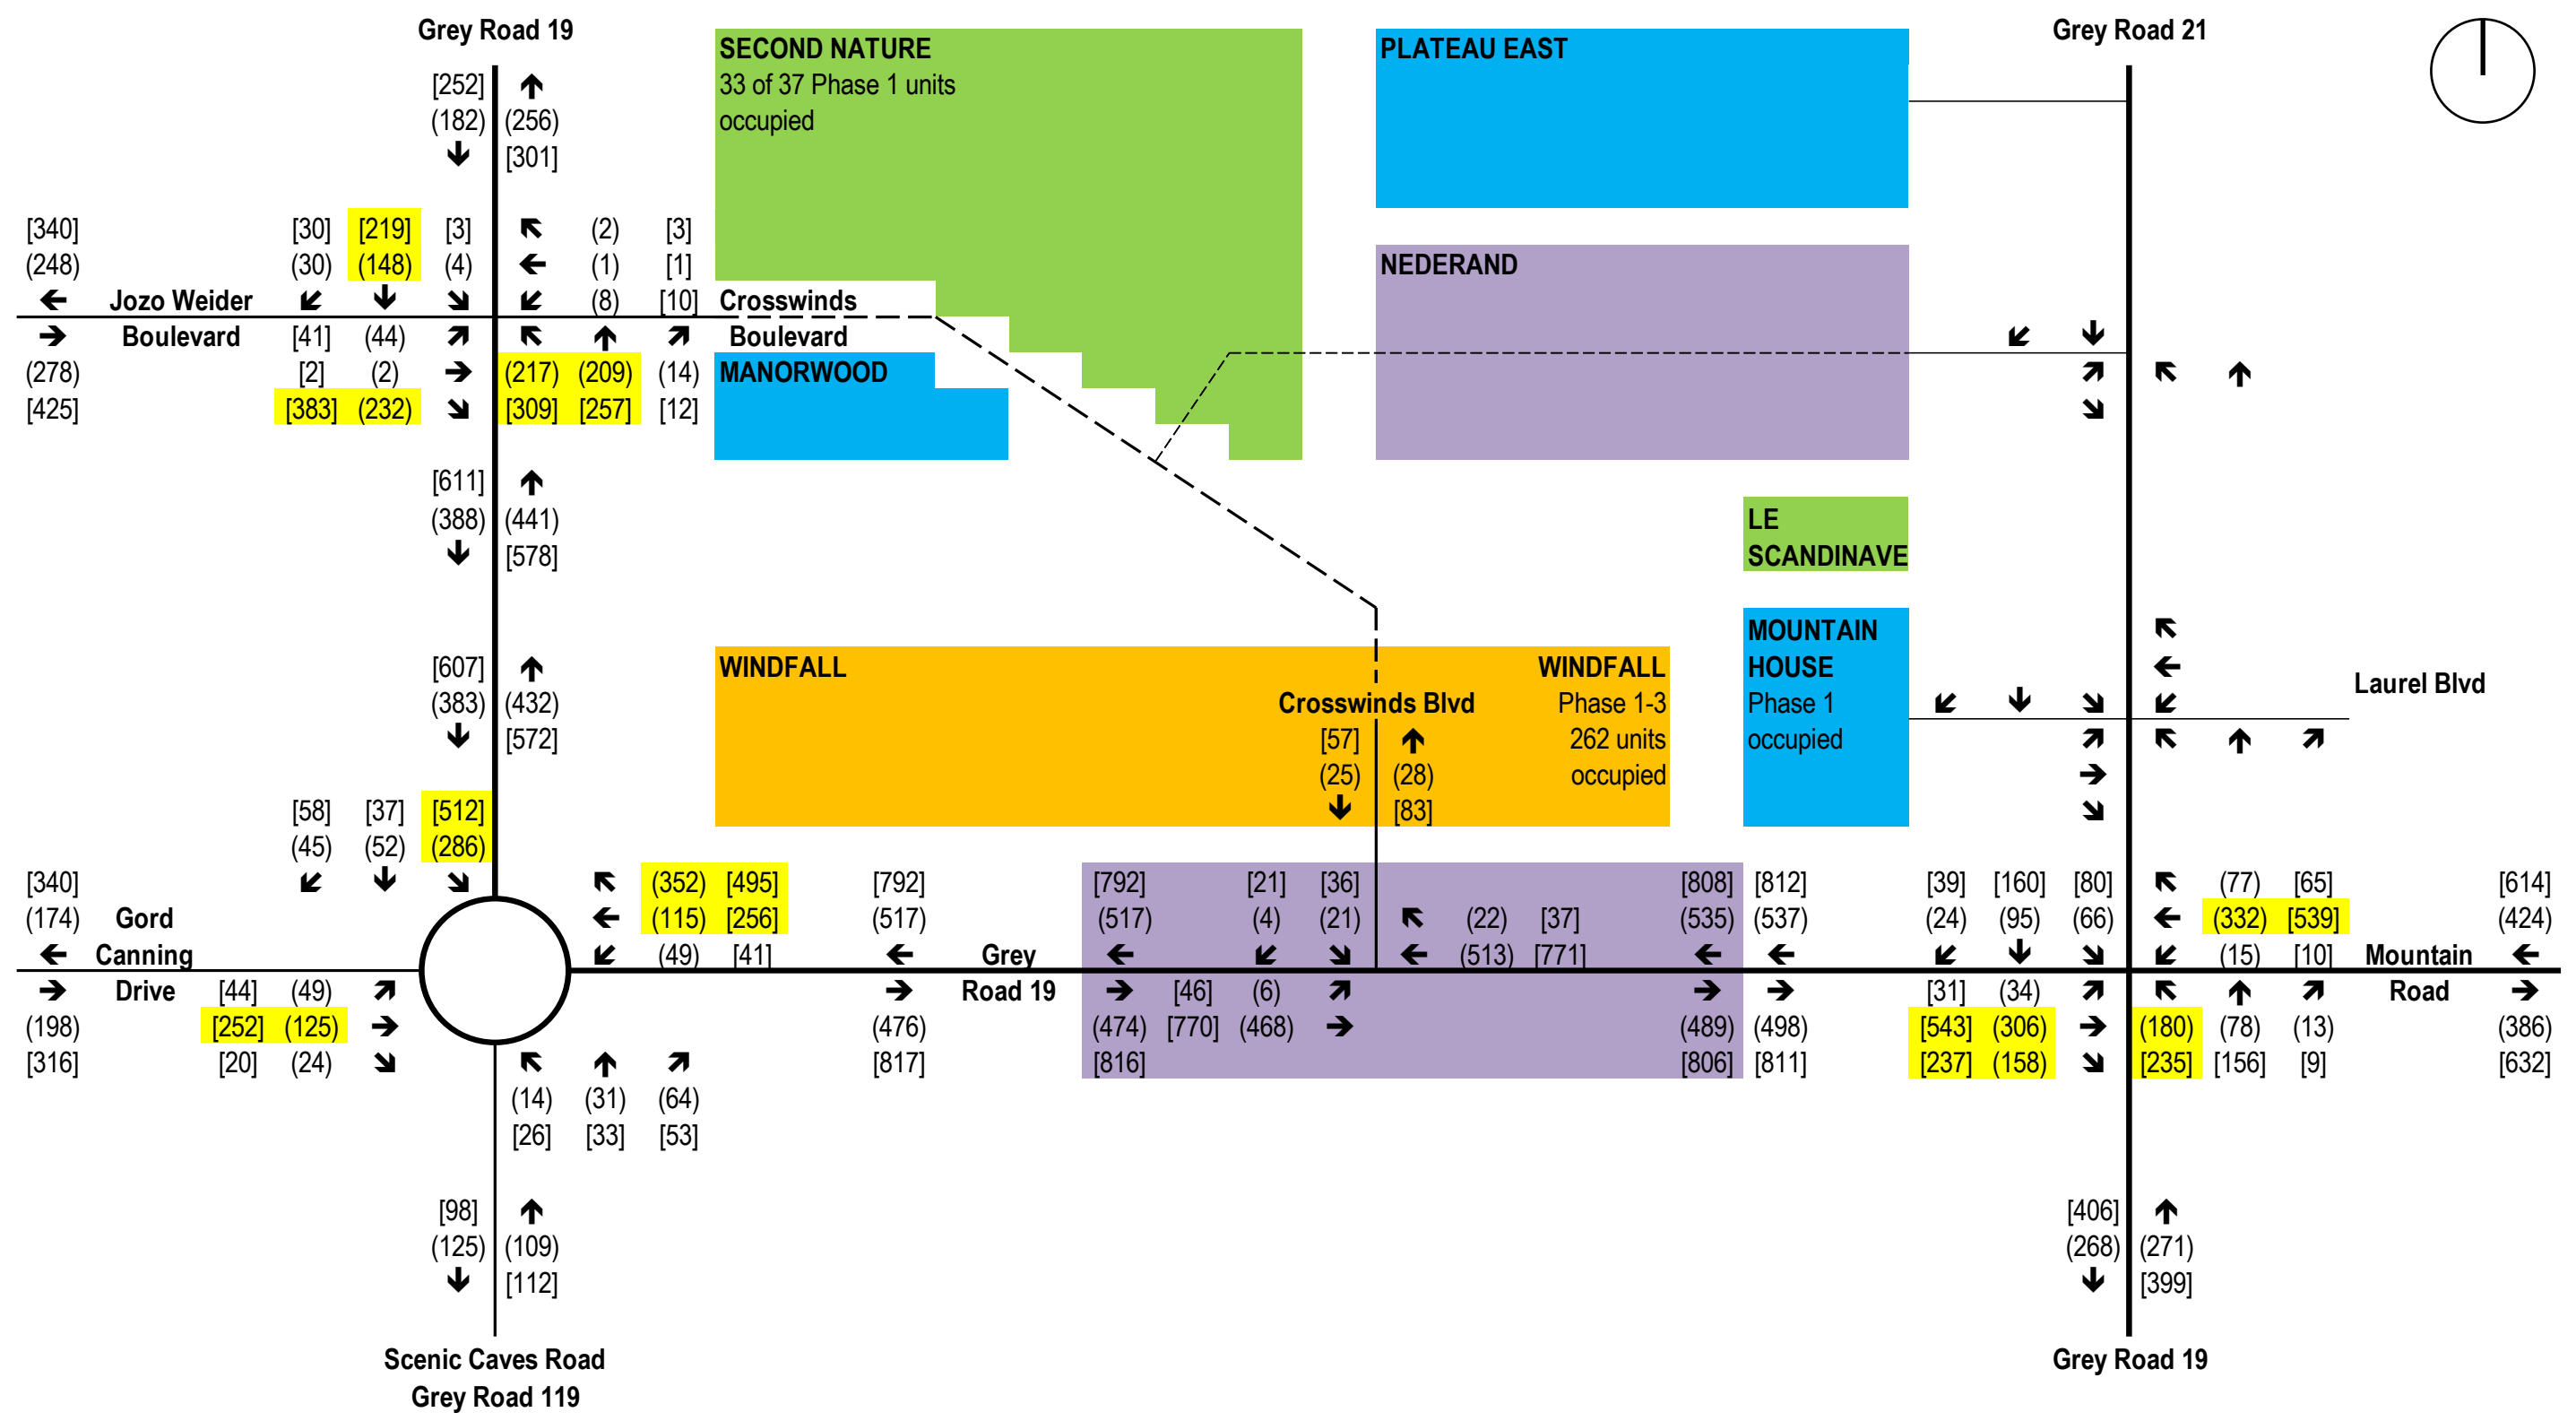 Grey Road 19
Grey Road 21
SECOND NATURE
33 of 37 Phase 1 units
occupied
PLATEAU EAST
[252]
(182) (256)
[301]
[340] [30] [219] [3] (2) [3]
(248) (30) (148) (4) (1) [1]
NEDERAND
Jozo Weider (8) [10] Crosswinds
Boulevard [41] (44) Boulevard
(278) [2] (2) (217) (209) (14) MANORWOOD
[425] [383] (232) [309] [257] [12]
[611]
(388) (441)
[578]
LE
SCANDINAVE
[607]
(383) (432)
[572]
WINDFALL
WINDFALL
Crosswinds Blvd Phase 1-3
[57] 262 units
(25) (28) occupied
[83]
MOUNTAIN
HOUSE
Phase 1
occupied
Laurel Blvd
[58] [37] [512]
(45) (52) (286)
[340] (352) [495] [792] [792] [21] [36] [808] [812] [39] [160] [80] (77) [65] [614]
(174) Gord (115) [256] (517) (517) (4) (21) (22) [37] (535) (537) (24) (95) (66) (332) [539] (424)
Canning (49) [41] Grey (513) [771] (15) [10] Mountain
Drive [44] (49) Road 19 [46] (6) [31] (34) Road
(198) [252] (125) (476) (474) [770] (468) (489) (498) [543] (306) (180) (78) (13) (386)
[316] [20] (24) [817] [816] [806] [811] [237] (158) [235] [156] [9] [632]
(14) (31) (64)
[26] [33] [53]
[98] [406]
(125) (109) (268) (271)
[112] [399]
Scenic Caves Road
Grey Road 119
Grey Road 19